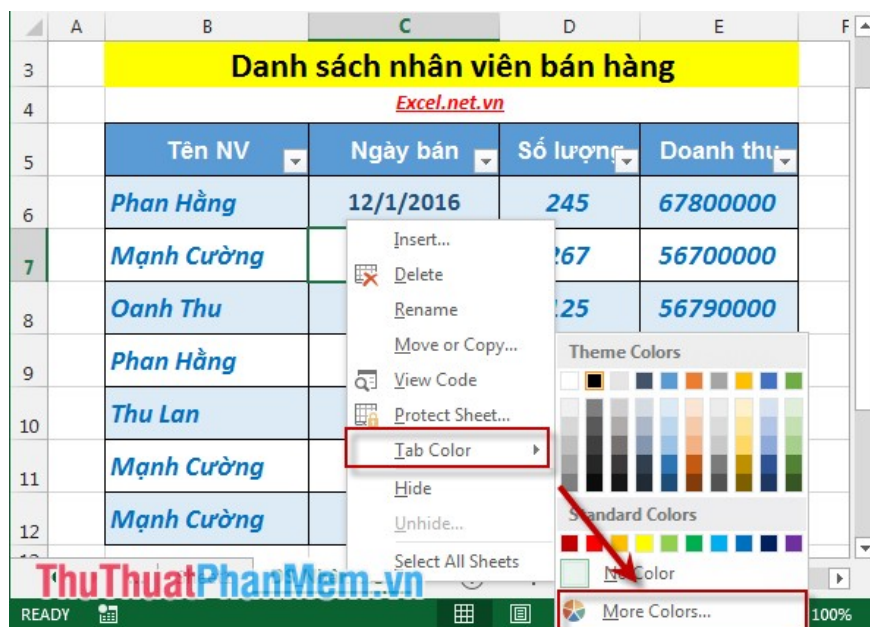 A B C D E F
3 Danh sách nhân viên bán hàng
4 Excel.net.vn
5 Tên NV Ngày bán Số lượng Doanh thu
6 Phan Hằng 12/1/2016 245 67800000
7 Mạnh Cường 267 56700000
8 Oanh Thu 125 56790000
9 Phan Hằng
10 Thu Lan
11 Mạnh Cường
12 Mạnh Cường
Insert...
Delete
Rename
Move or Copy...
View Code
Protect Sheet...
Tab Color
Hide
Unhide...
Select All Sheets
Theme Colors
Standard Colors
No Color
More Colors...
ThuThuatPhanMem.vn
READY 100%